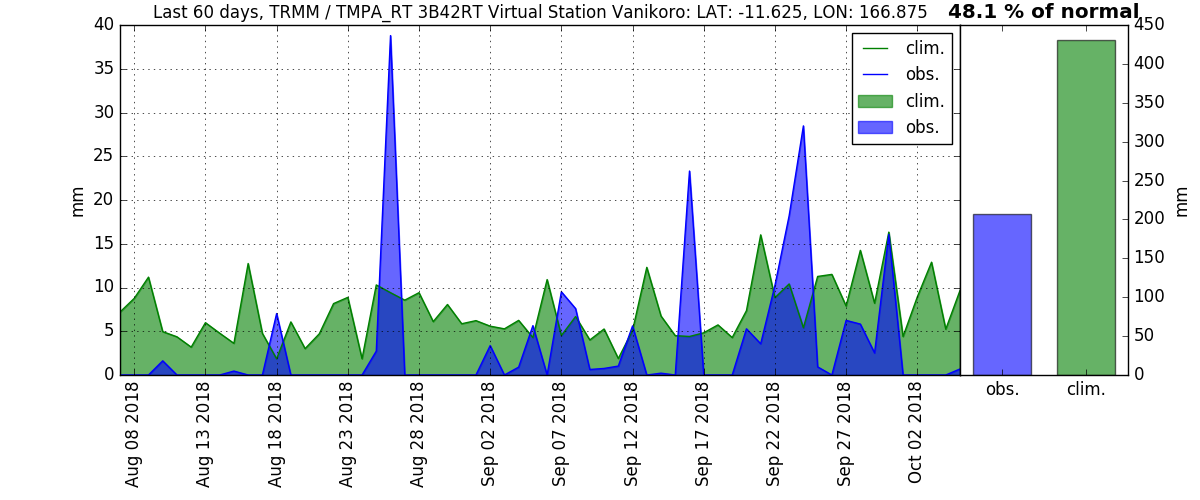 Last 60 days, TRMM / TMPA_RT 3B42RT Virtual Station Vanikoro: LAT: -11.625, LON: 166.875
48.1 % of normal
40
35
30
25
20
15
10
5
0
mm
clim.
obs.
clim.
obs.
Aug 08 2018
Aug 13 2018
Aug 18 2018
Aug 23 2018
Aug 28 2018
Sep 02 2018
Sep 07 2018
Sep 12 2018
Sep 17 2018
Sep 22 2018
Sep 27 2018
Oct 02 2018
450
400
350
300
250
200
150
100
50
0
mm
obs.
clim.